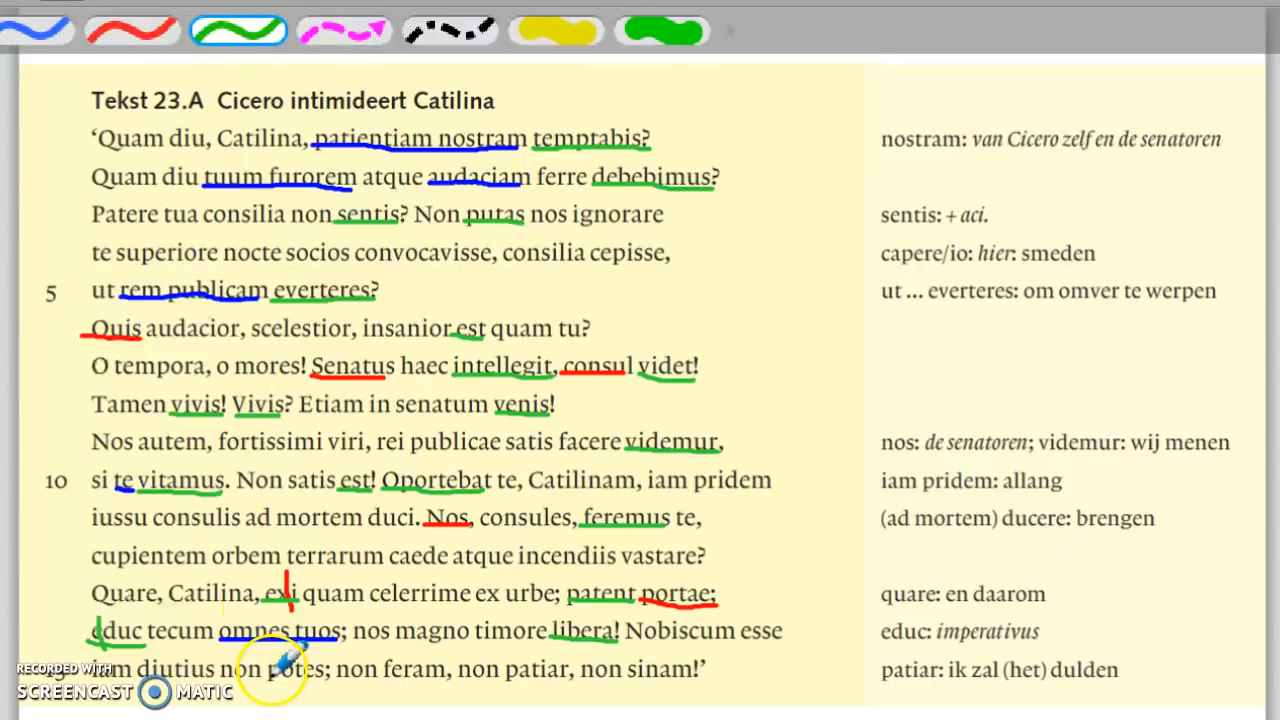 Tekst 23.A Cicero intimideert Catilina
‘Quam diu, Catilina, patientiam nostram temptabis?
nostram: van Cicero zelf en de senatoren
Quam diu tuum furorem atque audaciam ferre debebimus?
Patere tua consilia non sentis? Non putas nos ignorare
sentis: + aci.
te superiore nocte socios convocavisse, consilia cepisse,
capere/io: hier: smeden
5 ut rem publicam everteres?
ut ... everteres: om omver te werpen
Quis audacior, scelestior, insanior est quam tu?
O tempora, o mores! Senatus haec intellegit, consul videt!
Tamen vivis! Vivis? Etiam in senatum venis!
Nos autem, fortissimi viri, rei publicae satis facere videmur,
nos: de senatoren; videmur: wij menen
10 si te vitamus. Non satis est! Oportebat te, Catilinam, iam pridem
iam pridem: allang
iussu consulis ad mortem duci. Nos, consules, feremus te,
(ad mortem) ducere: brengen
cupientem orbem terrarum caede atque incendiis vastare?
Quare, Catilina, exi quam celerrime ex urbe; patent portae;
quare: en daarom
educ tecum omnes tuos; nos magno timore libera! Nobiscum esse
educ: imperativus
iam diutius non potes; non feram, non patiar, non sinam!’
patiar: ik zal (het) dulden
RECORDED WITH
SCREENCAST MATIC